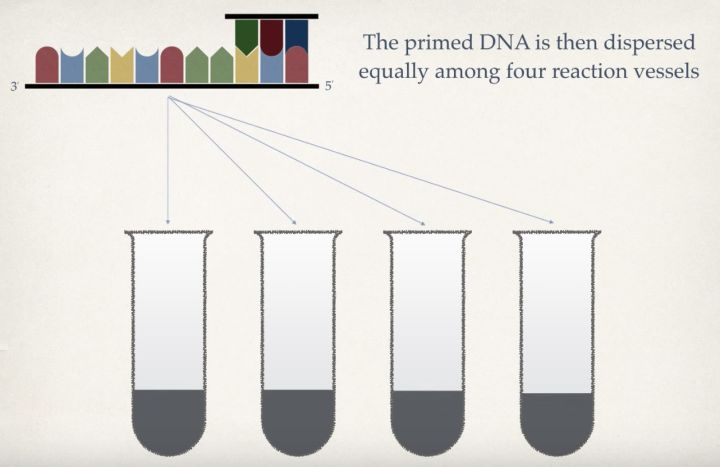 The primed DNA is then dispersed
equally among four reaction vessels
3' 5'